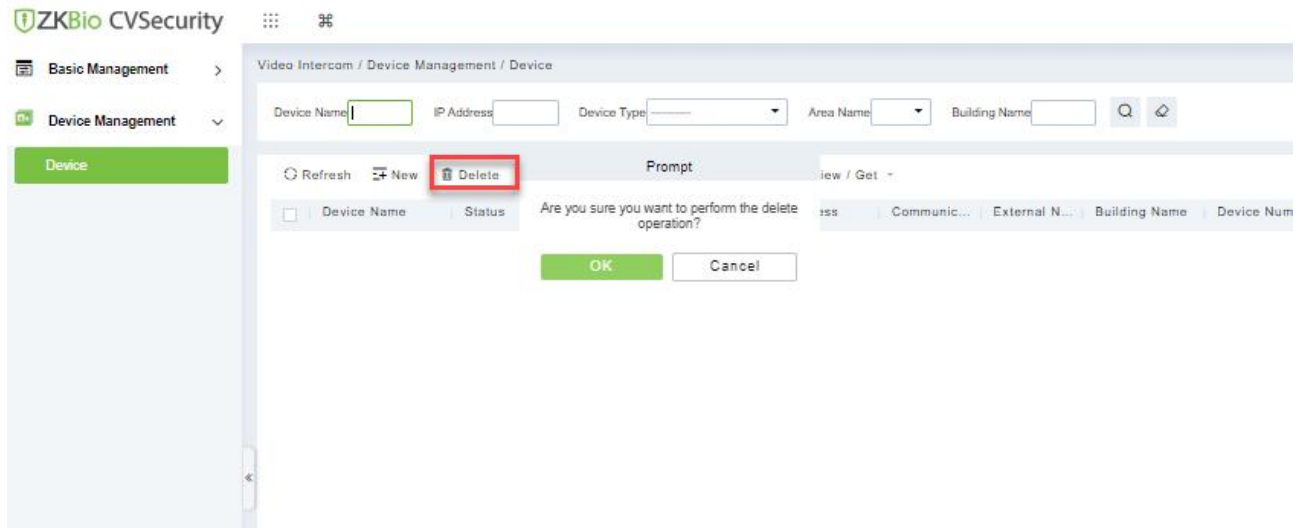 ZKBio CVSecurity
Basic Management
Device Management
Device
Video Intercom / Device Management / Device
Device Name IP Address Device Type ---------- Area Name Building Name
Refresh New Delete iew / Get
Device Name Status ess Communic... External N... Building Name Device Num
Prompt
Are you sure you want to perform the delete
operation?
OK Cancel